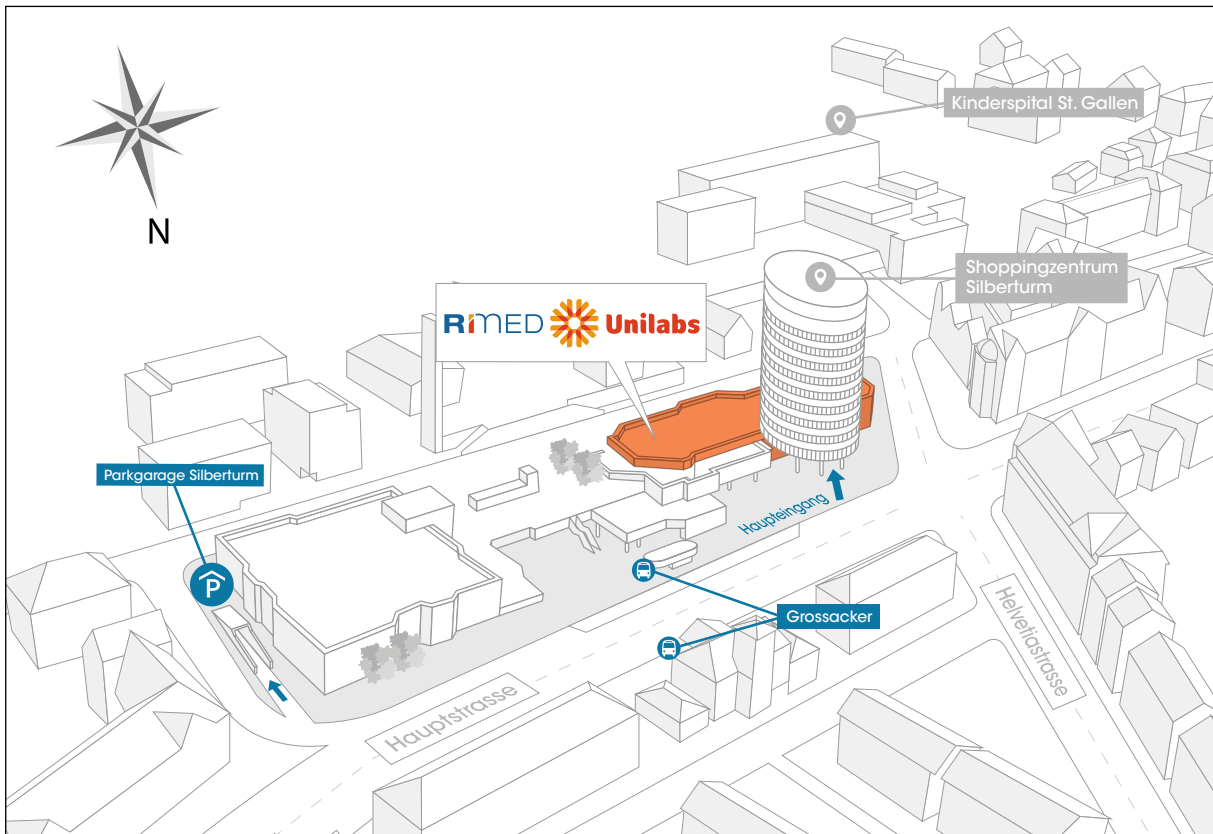 Kinderspital St. Gallen
N
Shoppingzentrum
Silberturm
RIMED Unilabs
Parkgarage Silberturm
Haupteingang
P
Grossacker
Helvetiastrasse
Hauptstrasse